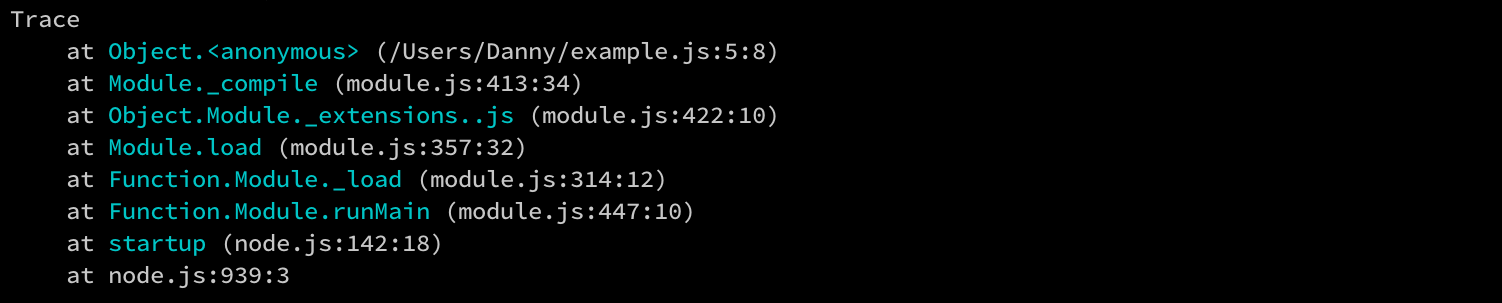 Trace
    at Object.<anonymous> (/Users/Danny/example.js:5:8)
    at Module._compile (module.js:413:34)
    at Object.Module._extensions..js (module.js:422:10)
    at Module.load (module.js:357:32)
    at Function.Module._load (module.js:314:12)
    at Function.Module.runMain (module.js:447:10)
    at startup (node.js:142:18)
    at node.js:939:3